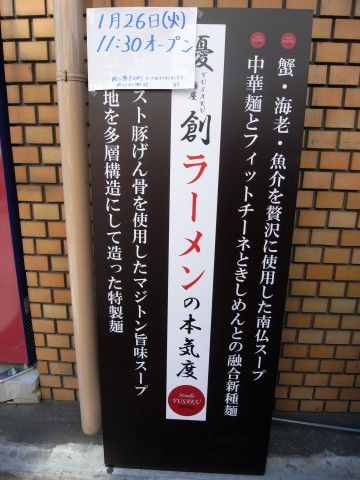 1月26日(火)
11:30オープン
蟹・海老・魚介を贅沢に使用した南仏スープ
中華麺とフィットチーネときしめんとの融合新種麺
優創
YUSAKU
ラーメンの本気度
Noodle
YUSAKU
スト豚げん骨を使用したマジトン旨味スープ
地を多層構造にして造った特製麺